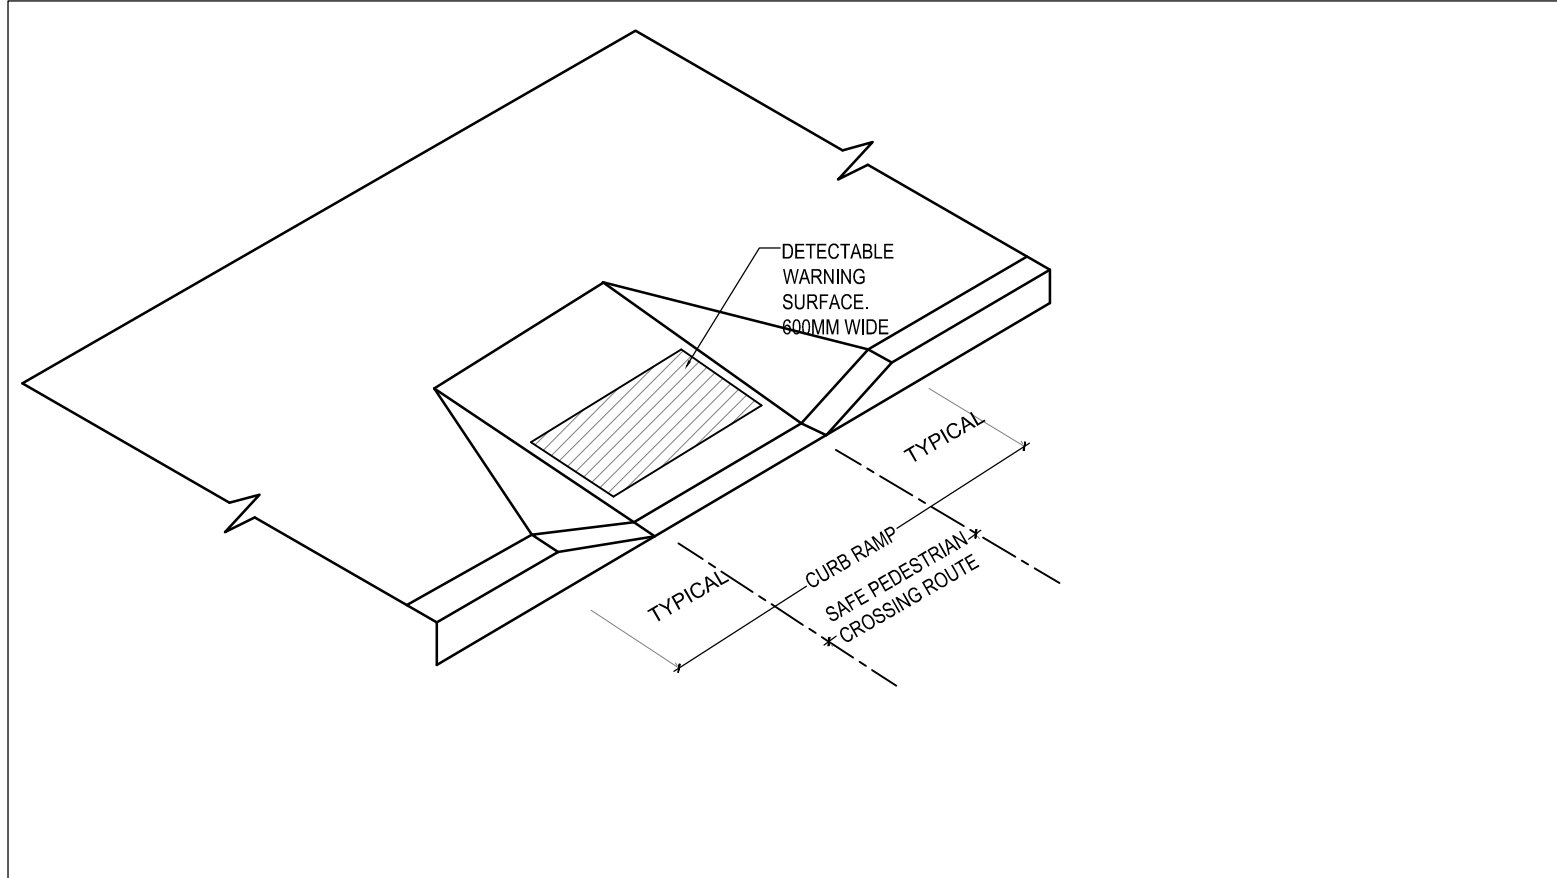 DETECTABLE
WARNING
SURFACE.
600MM WIDE
TYPICAL
CURB RAMP
SAFE PEDESTRIAN
CROSSING ROUTE
TYPICAL